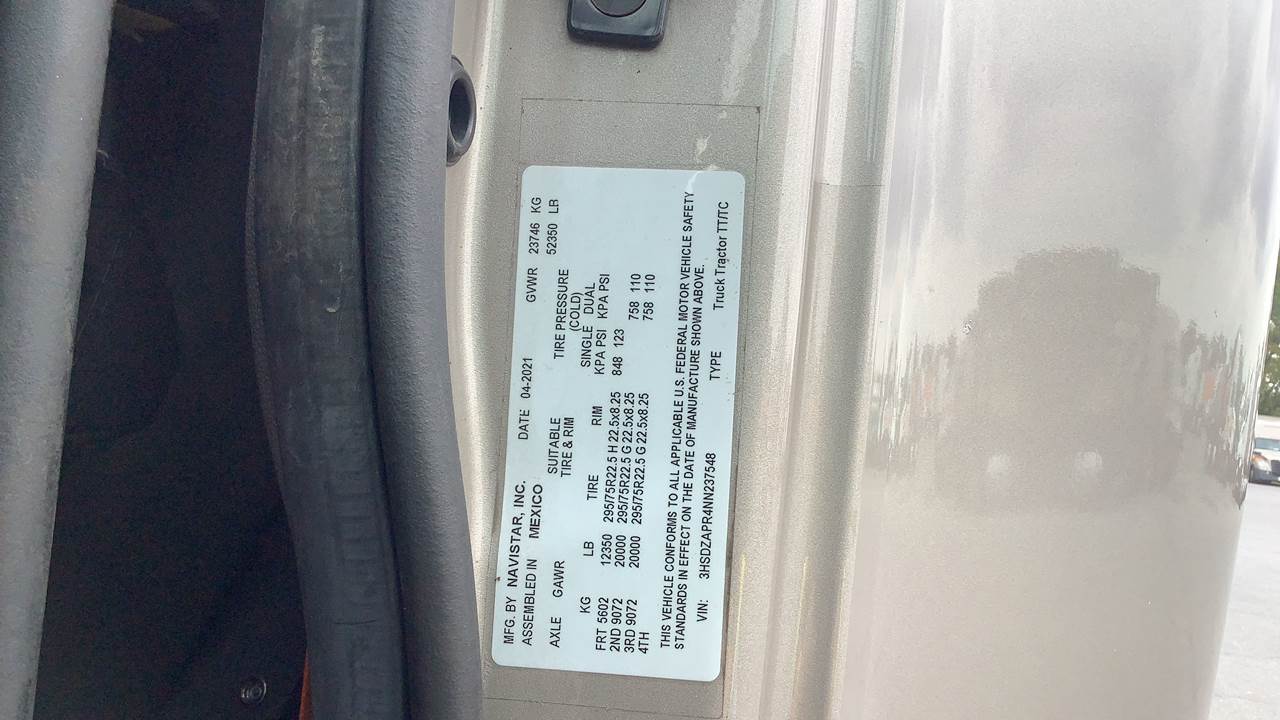 MFG. BY NAVISTAR, INC.
ASSEMBLED IN MEXICO DATE 04-2021 GVWR 23746 KG
52350 LB
AXLE GAWR SUITABLE TIRE PRESSURE
TIRE & RIM (COLD)
SINGLE DUAL
KG LB TIRE RIM KPA PSI KPA PSI
FRT 5602 12350 295/75R22.5 H 22.5x8.25 848 123
2ND 9072 20000 295/75R22.5 G 22.5x8.25 758 110
3RD 9072 20000 295/75R22.5 G 22.5x8.25 758 110
4TH
THIS VEHICLE CONFORMS TO ALL APPLICABLE U.S. FEDERAL MOTOR VEHICLE SAFETY
STANDARDS IN EFFECT ON THE DATE OF MANUFACTURE SHOWN ABOVE.
VIN: 3HSDZAPR4NN237548 TYPE Truck Tractor TT/TC